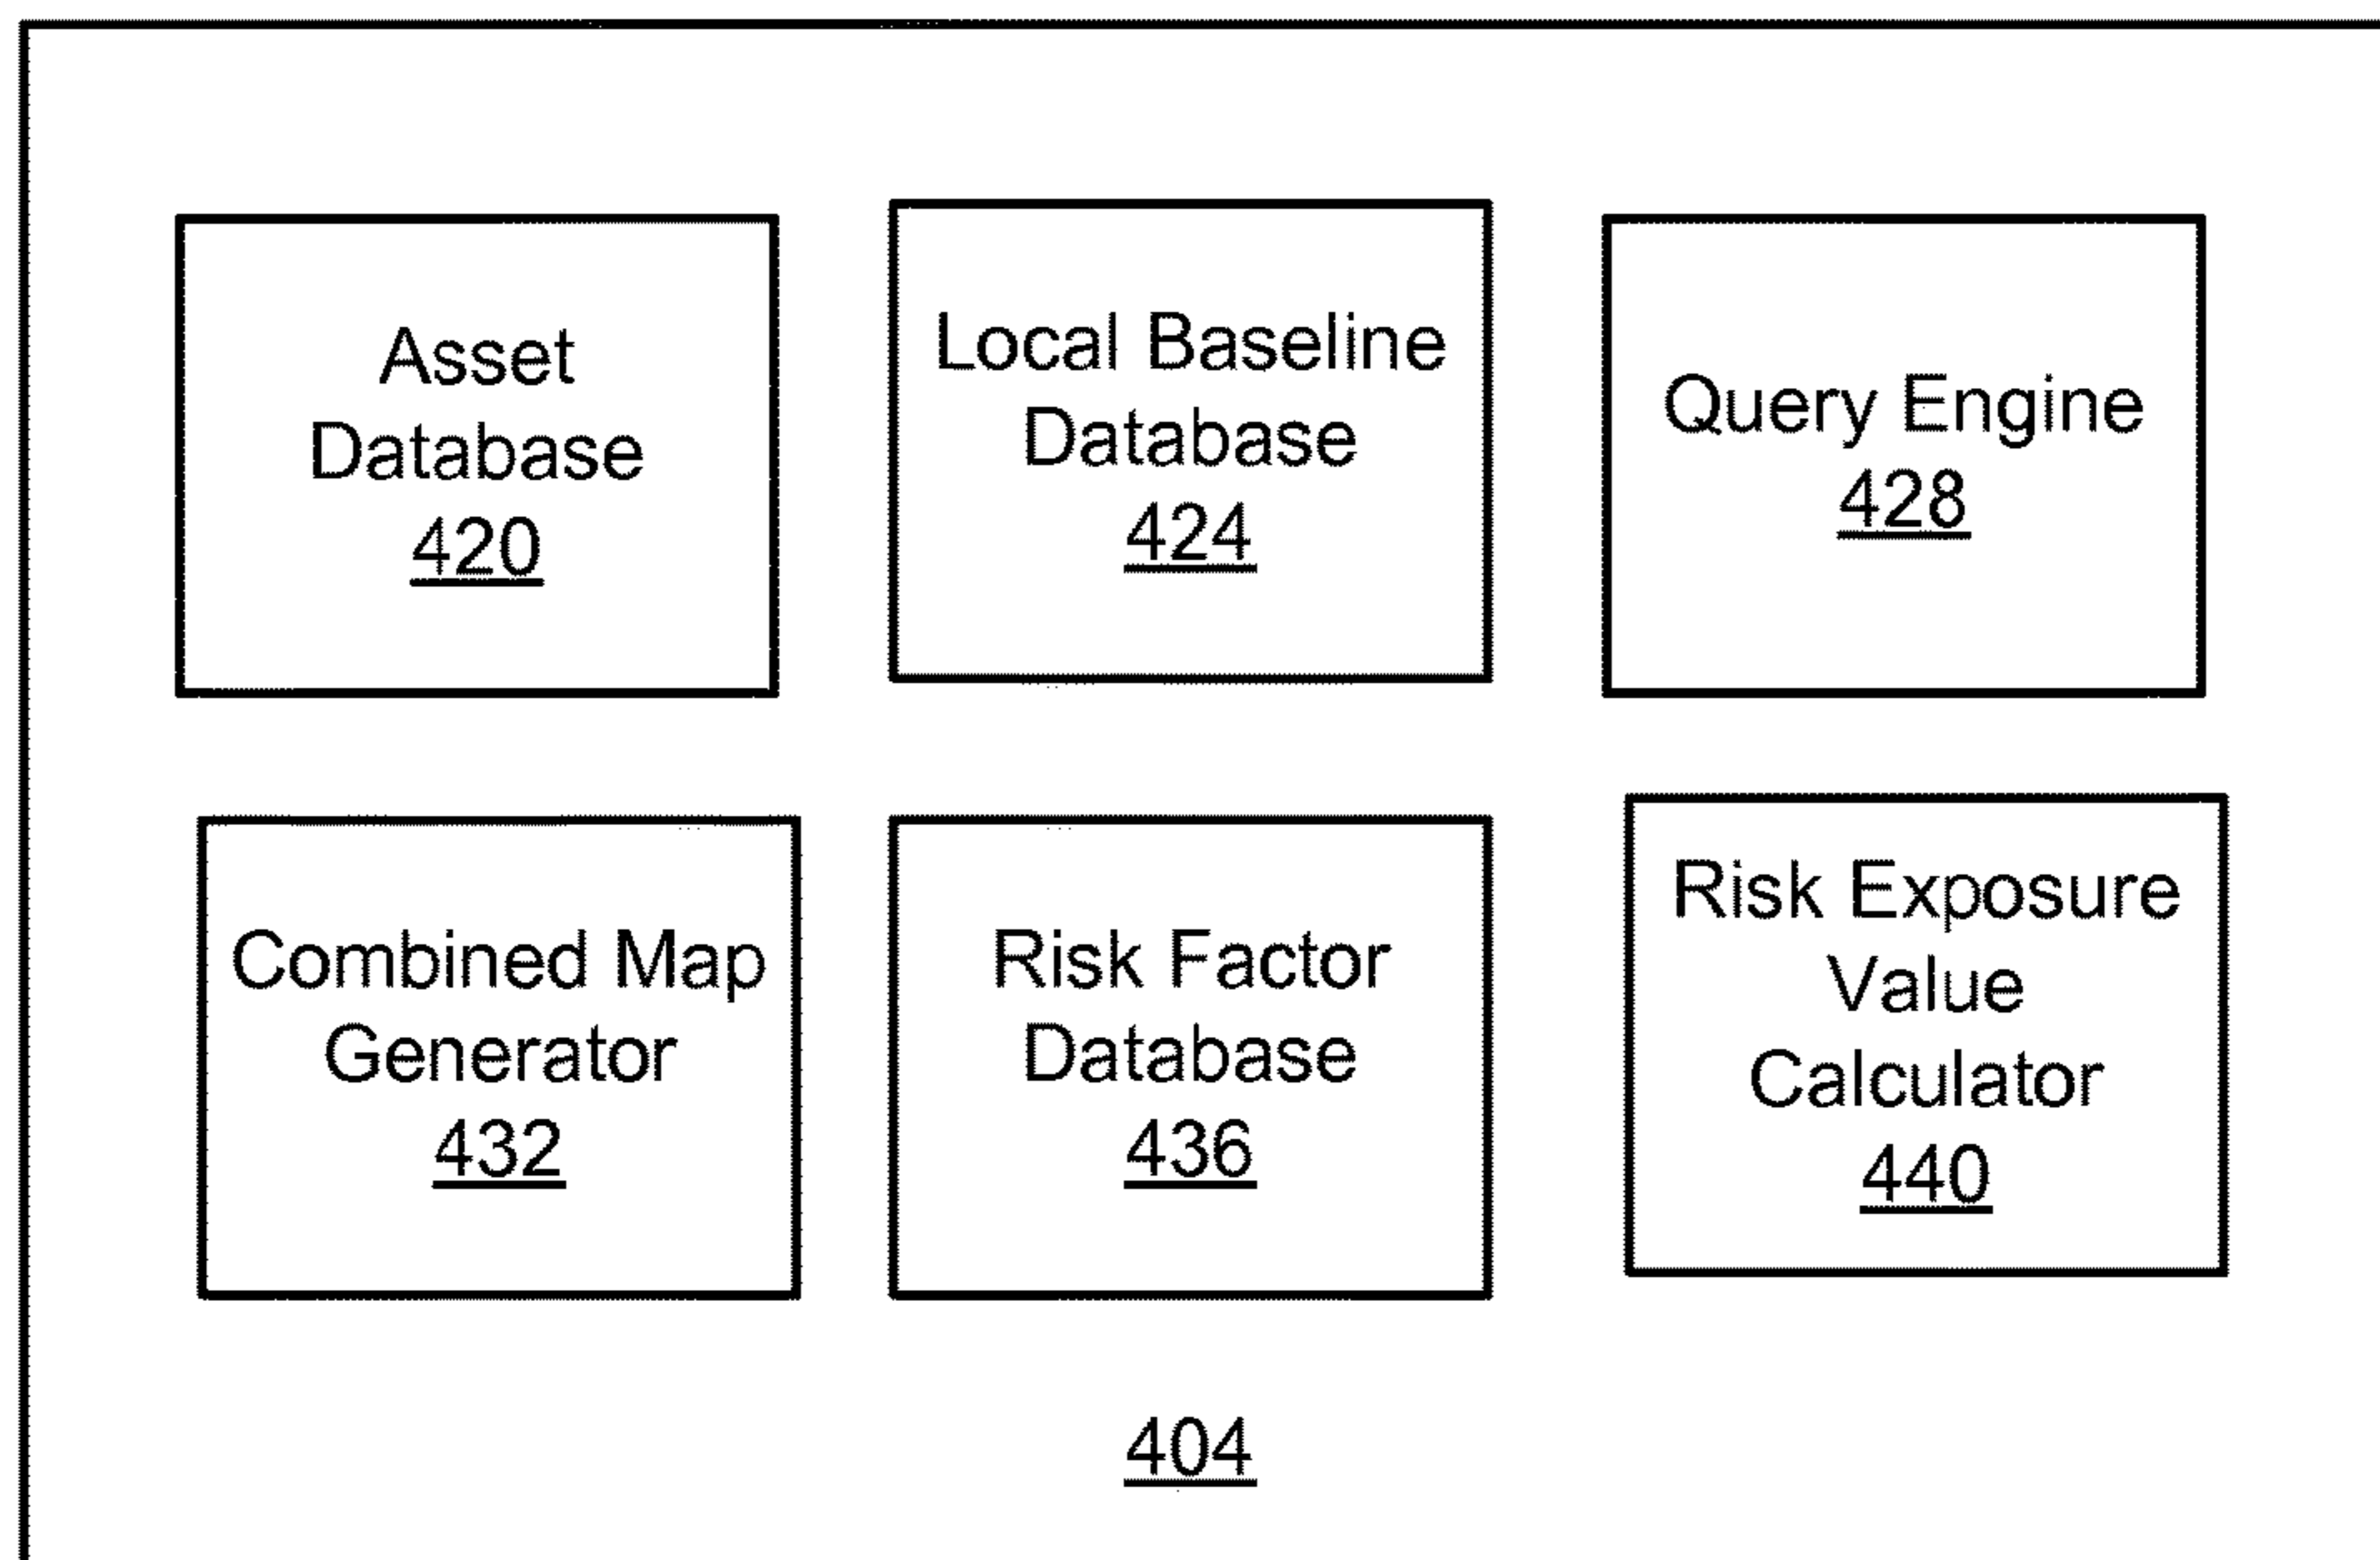 Asset
Database
420
Local Baseline
Database
424
Query Engine
428
Combined Map
Generator
432
Risk Factor
Database
436
Risk Exposure
Value
Calculator
440
404